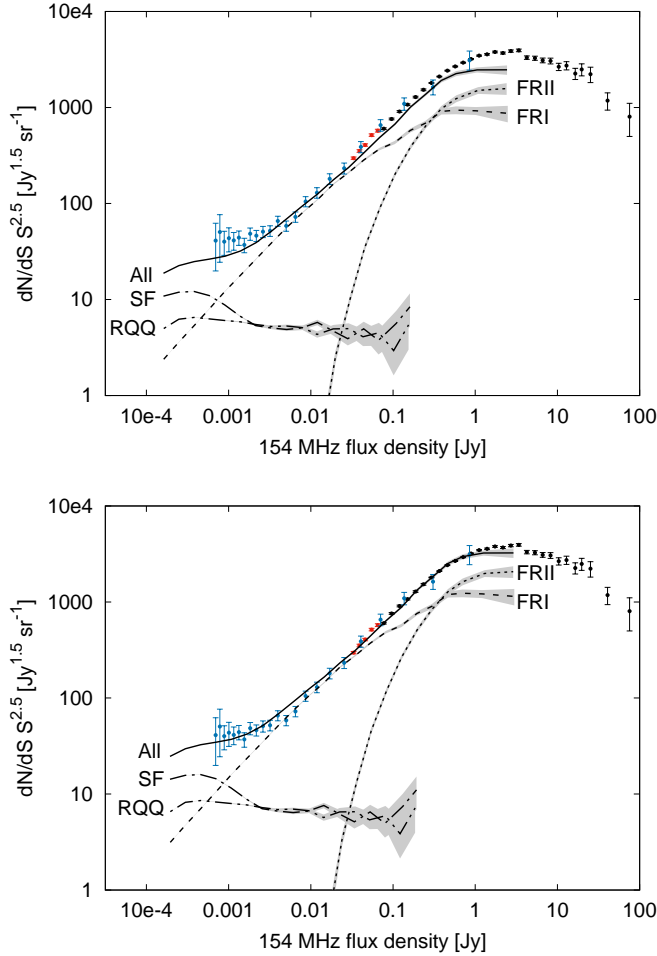 10e4
1000
100
10
1
dN/dS S^2.5 [Jy^1.5 sr^-1]
FRII
FRI
All
SF
RQQ
10e-4 0.001 0.01 0.1 1 10 100
154 MHz flux density [Jy]
10e4
1000
100
10
1
dN/dS S^2.5 [Jy^1.5 sr^-1]
FRII
FRI
All
SF
RQQ
10e-4 0.001 0.01 0.1 1 10 100
154 MHz flux density [Jy]